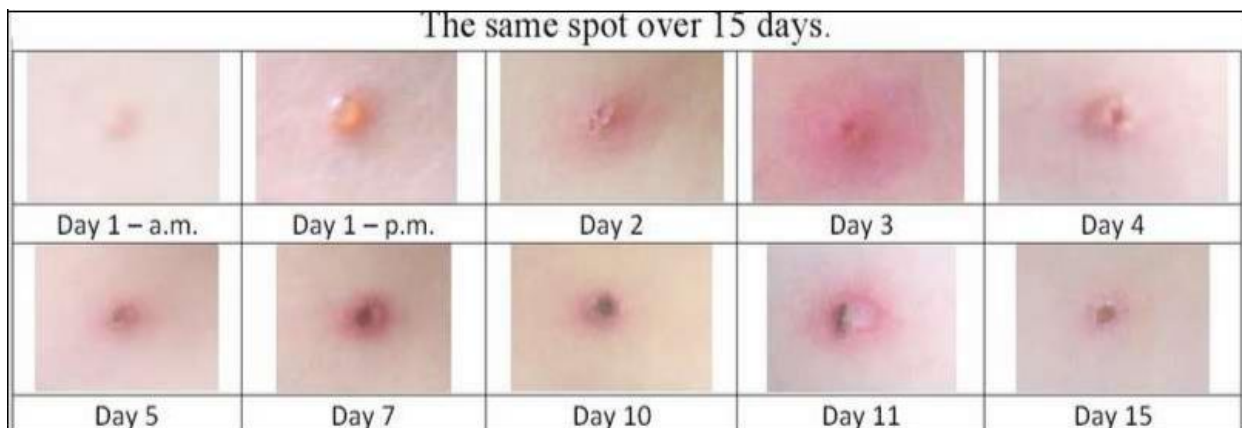 The same spot over 15 days.
Day 1 – a.m.
Day 1 – p.m.
Day 2
Day 3
Day 4
Day 5
Day 7
Day 10
Day 11
Day 15